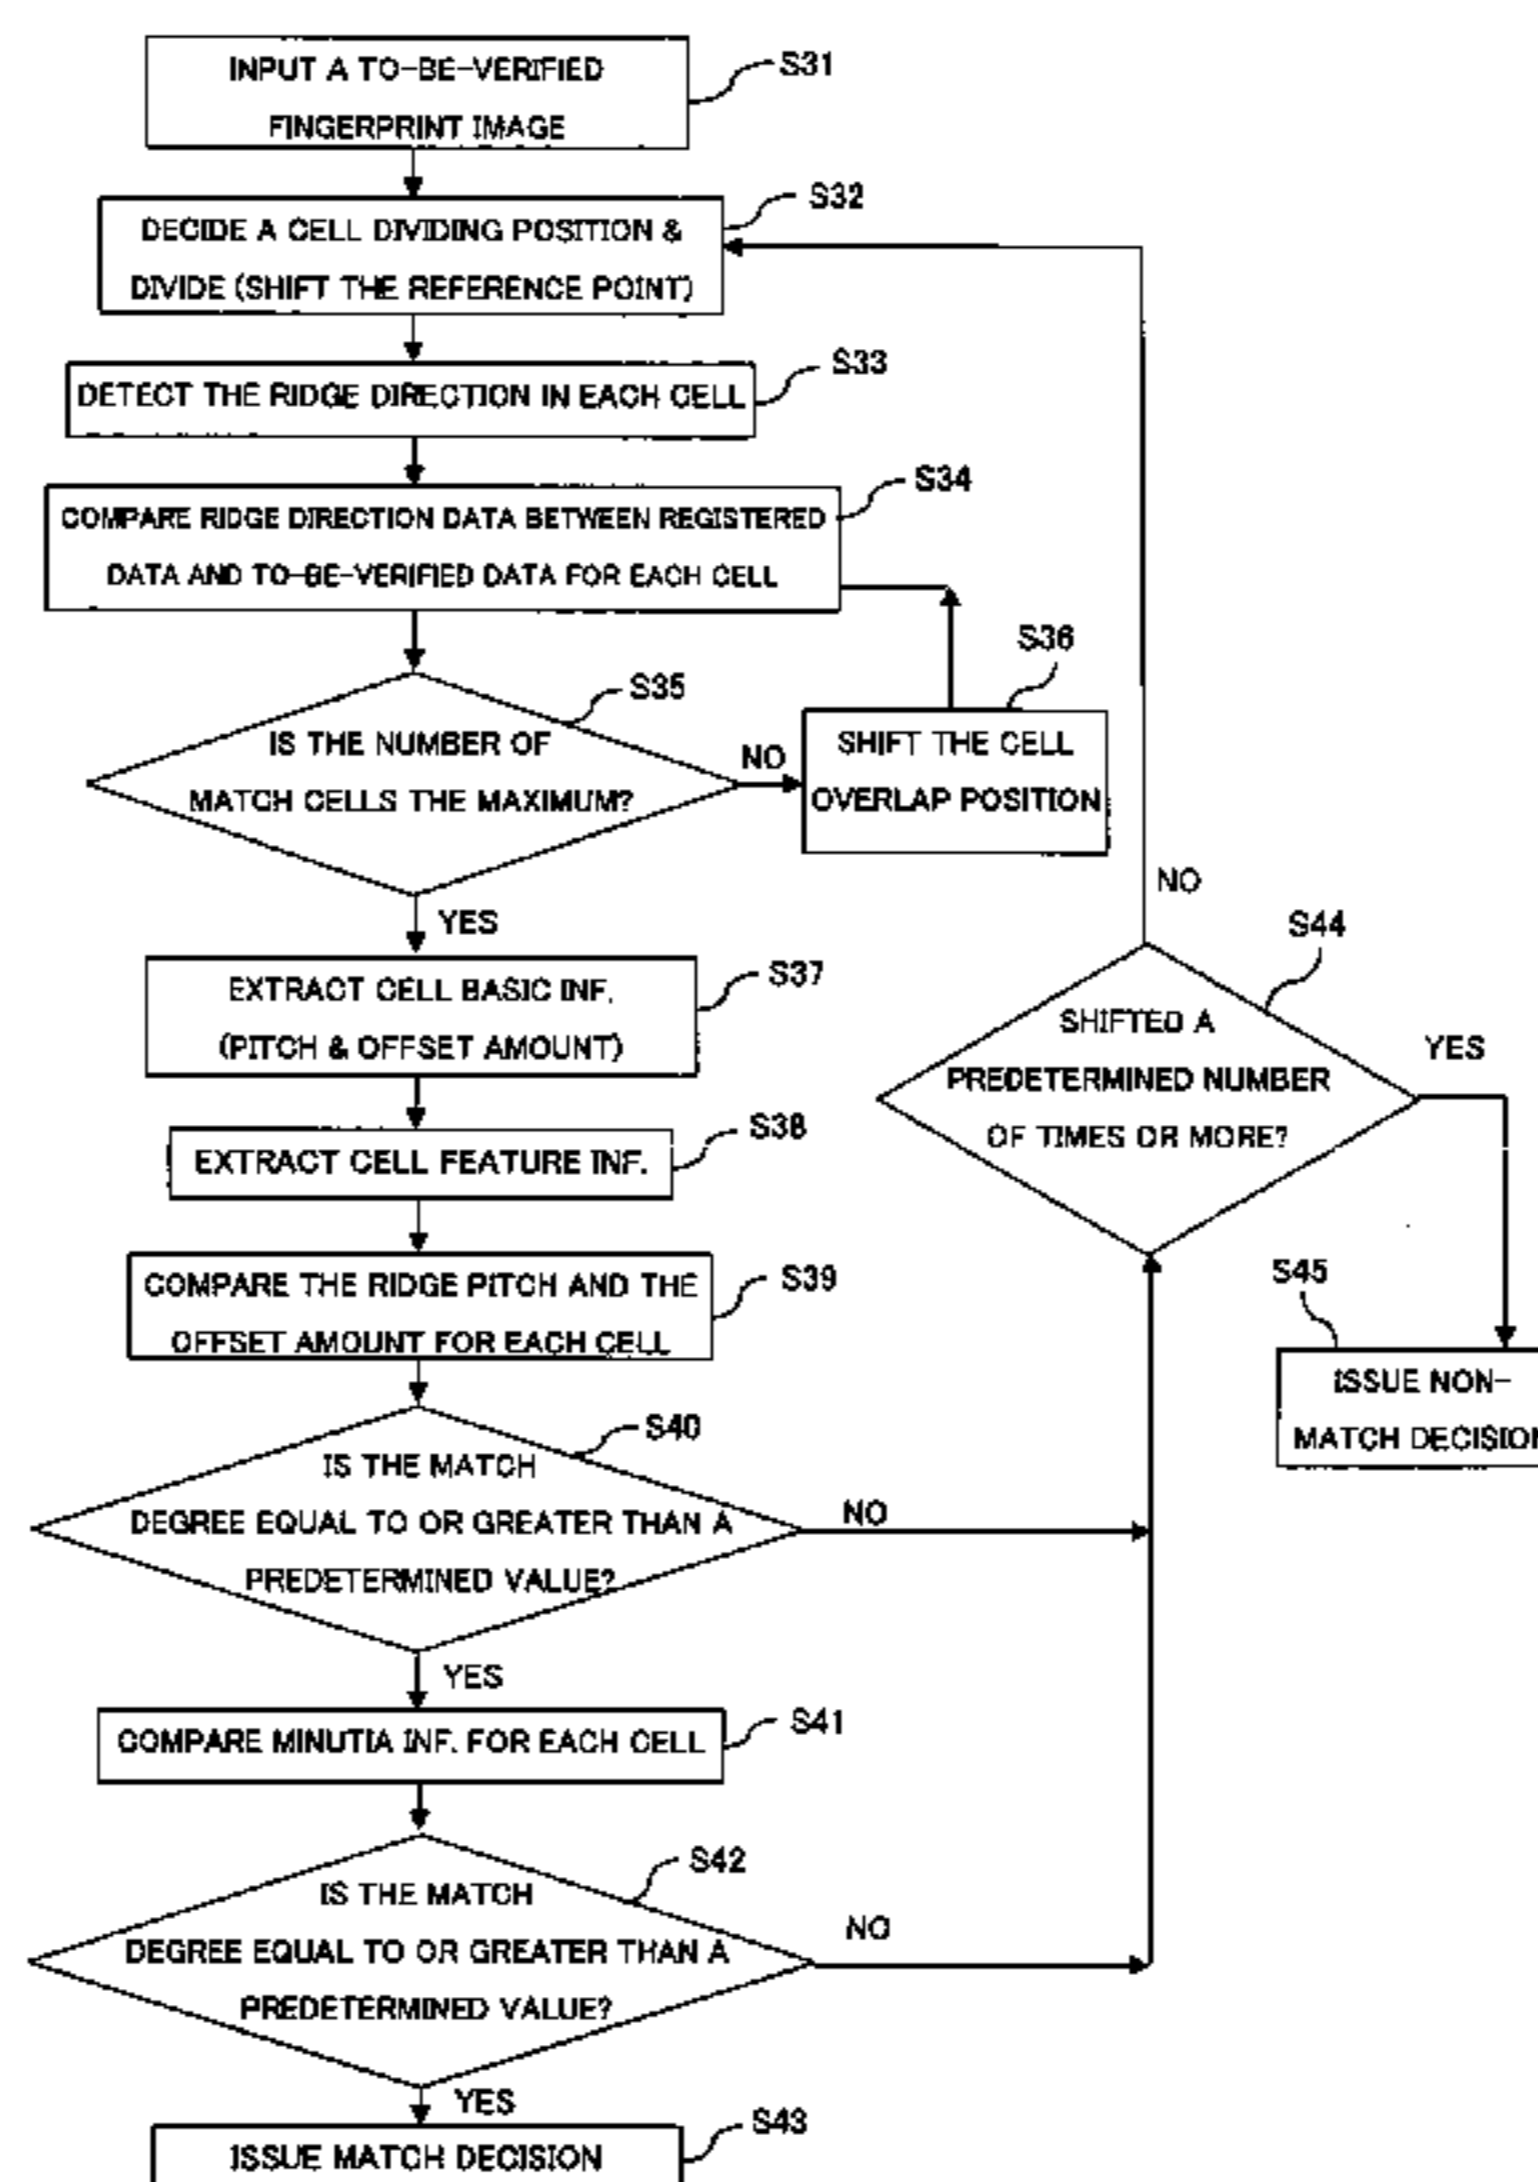 INPUT A TO-BE-VERIFIED
FINGERPRINT IMAGE
S31
DECIDE A CELL DIVIDING POSITION &
DIVIDE (SHIFT THE REFERENCE POINT)
S32
DETECT THE RIDGE DIRECTION IN EACH CELL
S33
COMPARE RIDGE DIRECTION DATA BETWEEN REGISTERED
DATA AND TO-BE-VERIFIED DATA FOR EACH CELL
S34
IS THE NUMBER OF
MATCH CELLS THE MAXIMUM?
S35
NO
SHIFT THE CELL
OVERLAP POSITION
S36
YES
EXTRACT CELL BASIC INF.
(PITCH & OFFSET AMOUNT)
S37
EXTRACT CELL FEATURE INF.
S38
COMPARE THE RIDGE PITCH AND THE
OFFSET AMOUNT FOR EACH CELL
S39
IS THE MATCH
DEGREE EQUAL TO OR GREATER THAN A
PREDETERMINED VALUE?
S40
NO
YES
COMPARE MINUTIA INF. FOR EACH CELL
S41
IS THE MATCH
DEGREE EQUAL TO OR GREATER THAN A
PREDETERMINED VALUE?
S42
NO
YES
ISSUE MATCH DECISION
S43
NO
S44
SHIFTED A
PREDETERMINED NUMBER
OF TIMES OR MORE?
YES
S45
ISSUE NON-
MATCH DECISION